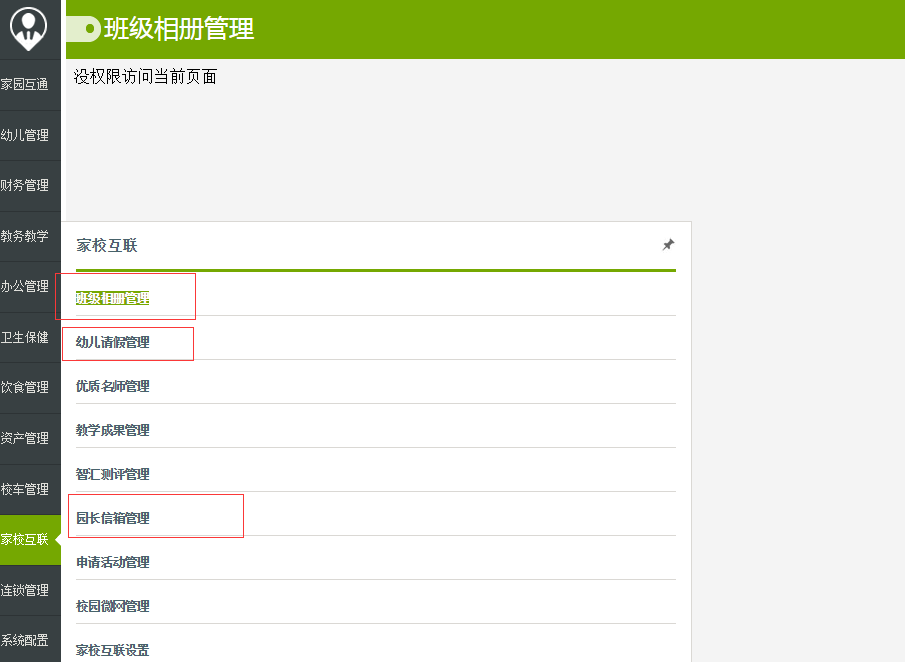 班级相册管理
没权限访问当前页面
家园互通
幼儿管理
财务管理
教务教学
办公管理
卫生保健
饮食管理
资产管理
校车管理
家校互联
连锁管理
系统配置
家校互联
班级相册管理
幼儿请假管理
优质名师管理
教学成果管理
智汇测评管理
园长信箱管理
申请活动管理
校园微网管理
家校互联设置